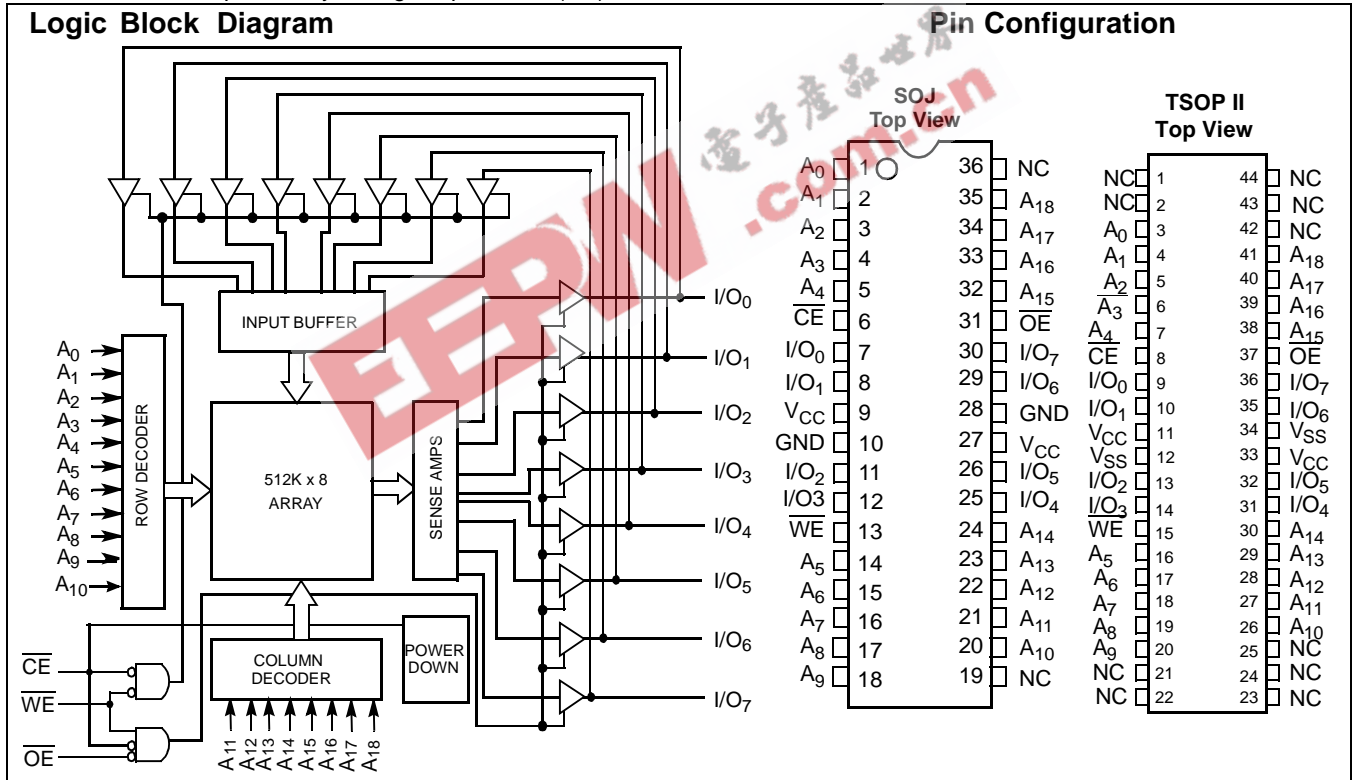 Logic Block Diagram
Pin Configuration
INPUT BUFFER
A0
A1
A2
A3
A4
A5
A6
A7
A8
A9
A10
ROW DECODER
512K x 8
ARRAY
SENSE AMPS
COLUMN
DECODER
POWER
DOWN
CE
WE
OE
A11
A12
A13
A14
A15
A16
A17
A18
I/O0
I/O1
I/O2
I/O3
I/O4
I/O5
I/O6
I/O7
SOJ
Top View
A0 1 36 NC
A1 2 35 A18
A2 3 34 A17
A3 4 33 A16
A4 5 32 A15
CE 6 31 OE
I/O0 7 30 I/O7
I/O1 8 29 I/O6
VCC 9 28 GND
GND 10 27 VCC
I/O2 11 26 I/O5
I/O3 12 25 I/O4
WE 13 24 A14
A5 14 23 A13
A6 15 22 A12
A7 16 21 A11
A8 17 20 A10
A9 18 19 NC
TSOP II
Top View
NC 1 44 NC
NC 2 43 NC
A0 3 42 NC
A1 4 41 A18
A2 5 40 A17
A3 6 39 A16
A4 7 38 A15
CE 8 37 OE
I/O0 9 36 I/O7
I/O1 10 35 I/O6
VCC 11 34 VSS
VSS 12 33 VCC
I/O2 13 32 I/O5
I/O3 14 31 I/O4
WE 15 30 A14
A5 16 29 A13
A6 17 28 A12
A7 18 27 A11
A8 19 26 A10
A9 20 25 NC
NC 21 24 NC
NC 22 23 NC
EEPW .com.cn
電子產品世界